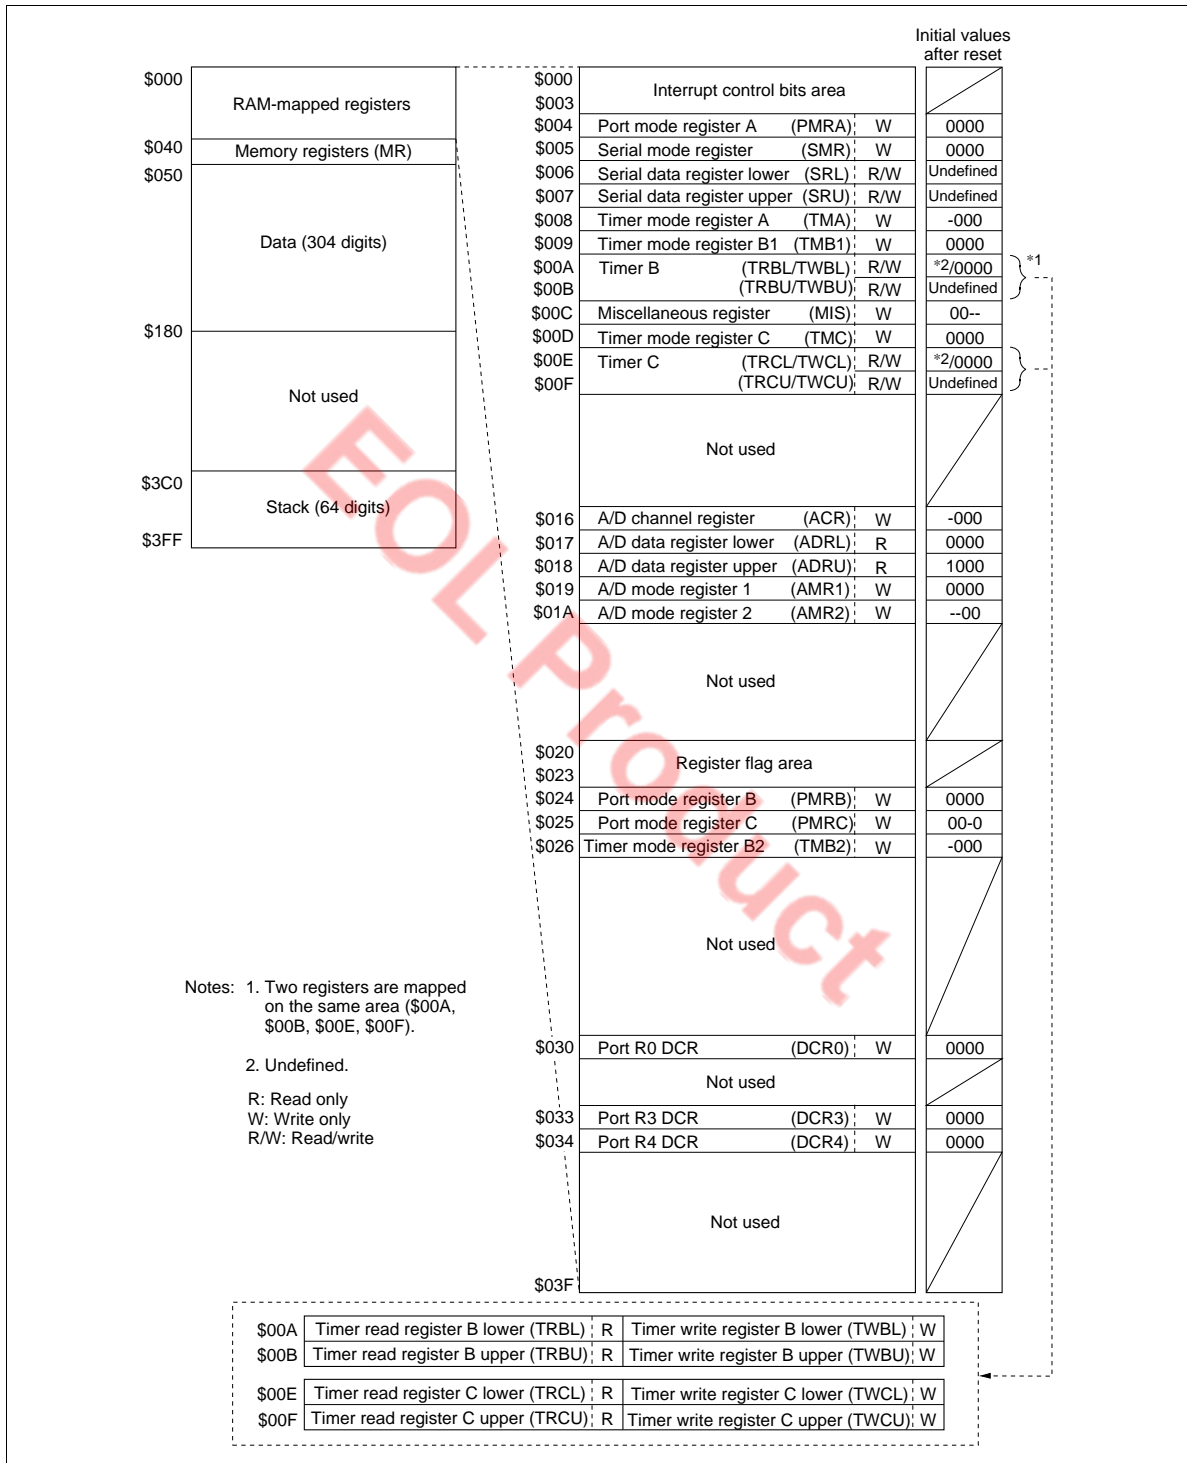 Initial values
after reset
$000
RAM-mapped registers
$040
Memory registers (MR)
$050
Data (304 digits)
$180
Not used
$3C0
Stack (64 digits)
$3FF
$000
Interrupt control bits area
$003
$004 Port mode register A (PMRA) W 0000
$005 Serial mode register (SMR) W 0000
$006 Serial data register lower (SRL) R/W Undefined
$007 Serial data register upper (SRU) R/W Undefined
$008 Timer mode register A (TMA) W -000
$009 Timer mode register B1 (TMB1) W 0000
$00A Timer B (TRBL/TWBL) R/W *2/0000 *1
$00B (TRBU/TWBU) R/W Undefined
$00C Miscellaneous register (MIS) W 00--
$00D Timer mode register C (TMC) W 0000
$00E Timer C (TRCL/TWCL) R/W *2/0000
$00F (TRCU/TWCU) R/W Undefined
Not used
$016 A/D channel register (ACR) W -000
$017 A/D data register lower (ADRL) R 0000
$018 A/D data register upper (ADRU) R 1000
$019 A/D mode register 1 (AMR1) W 0000
$01A A/D mode register 2 (AMR2) W --00
Not used
$020
Register flag area
$023
$024 Port mode register B (PMRB) W 0000
$025 Port mode register C (PMRC) W 00-0
$026 Timer mode register B2 (TMB2) W -000
Not used
$030 Port R0 DCR (DCR0) W 0000
Not used
$033 Port R3 DCR (DCR3) W 0000
$034 Port R4 DCR (DCR4) W 0000
Not used
$03F
Notes: 1. Two registers are mapped
on the same area ($00A,
$00B, $00E, $00F).
2. Undefined.
R: Read only
W: Write only
R/W: Read/write
$00A Timer read register B lower (TRBL) R Timer write register B lower (TWBL) W
$00B Timer read register B upper (TRBU) R Timer write register B upper (TWBU) W
$00E Timer read register C lower (TRCL) R Timer write register C lower (TWCL) W
$00F Timer read register C upper (TRCU) R Timer write register C upper (TWCU) W
EOL Product